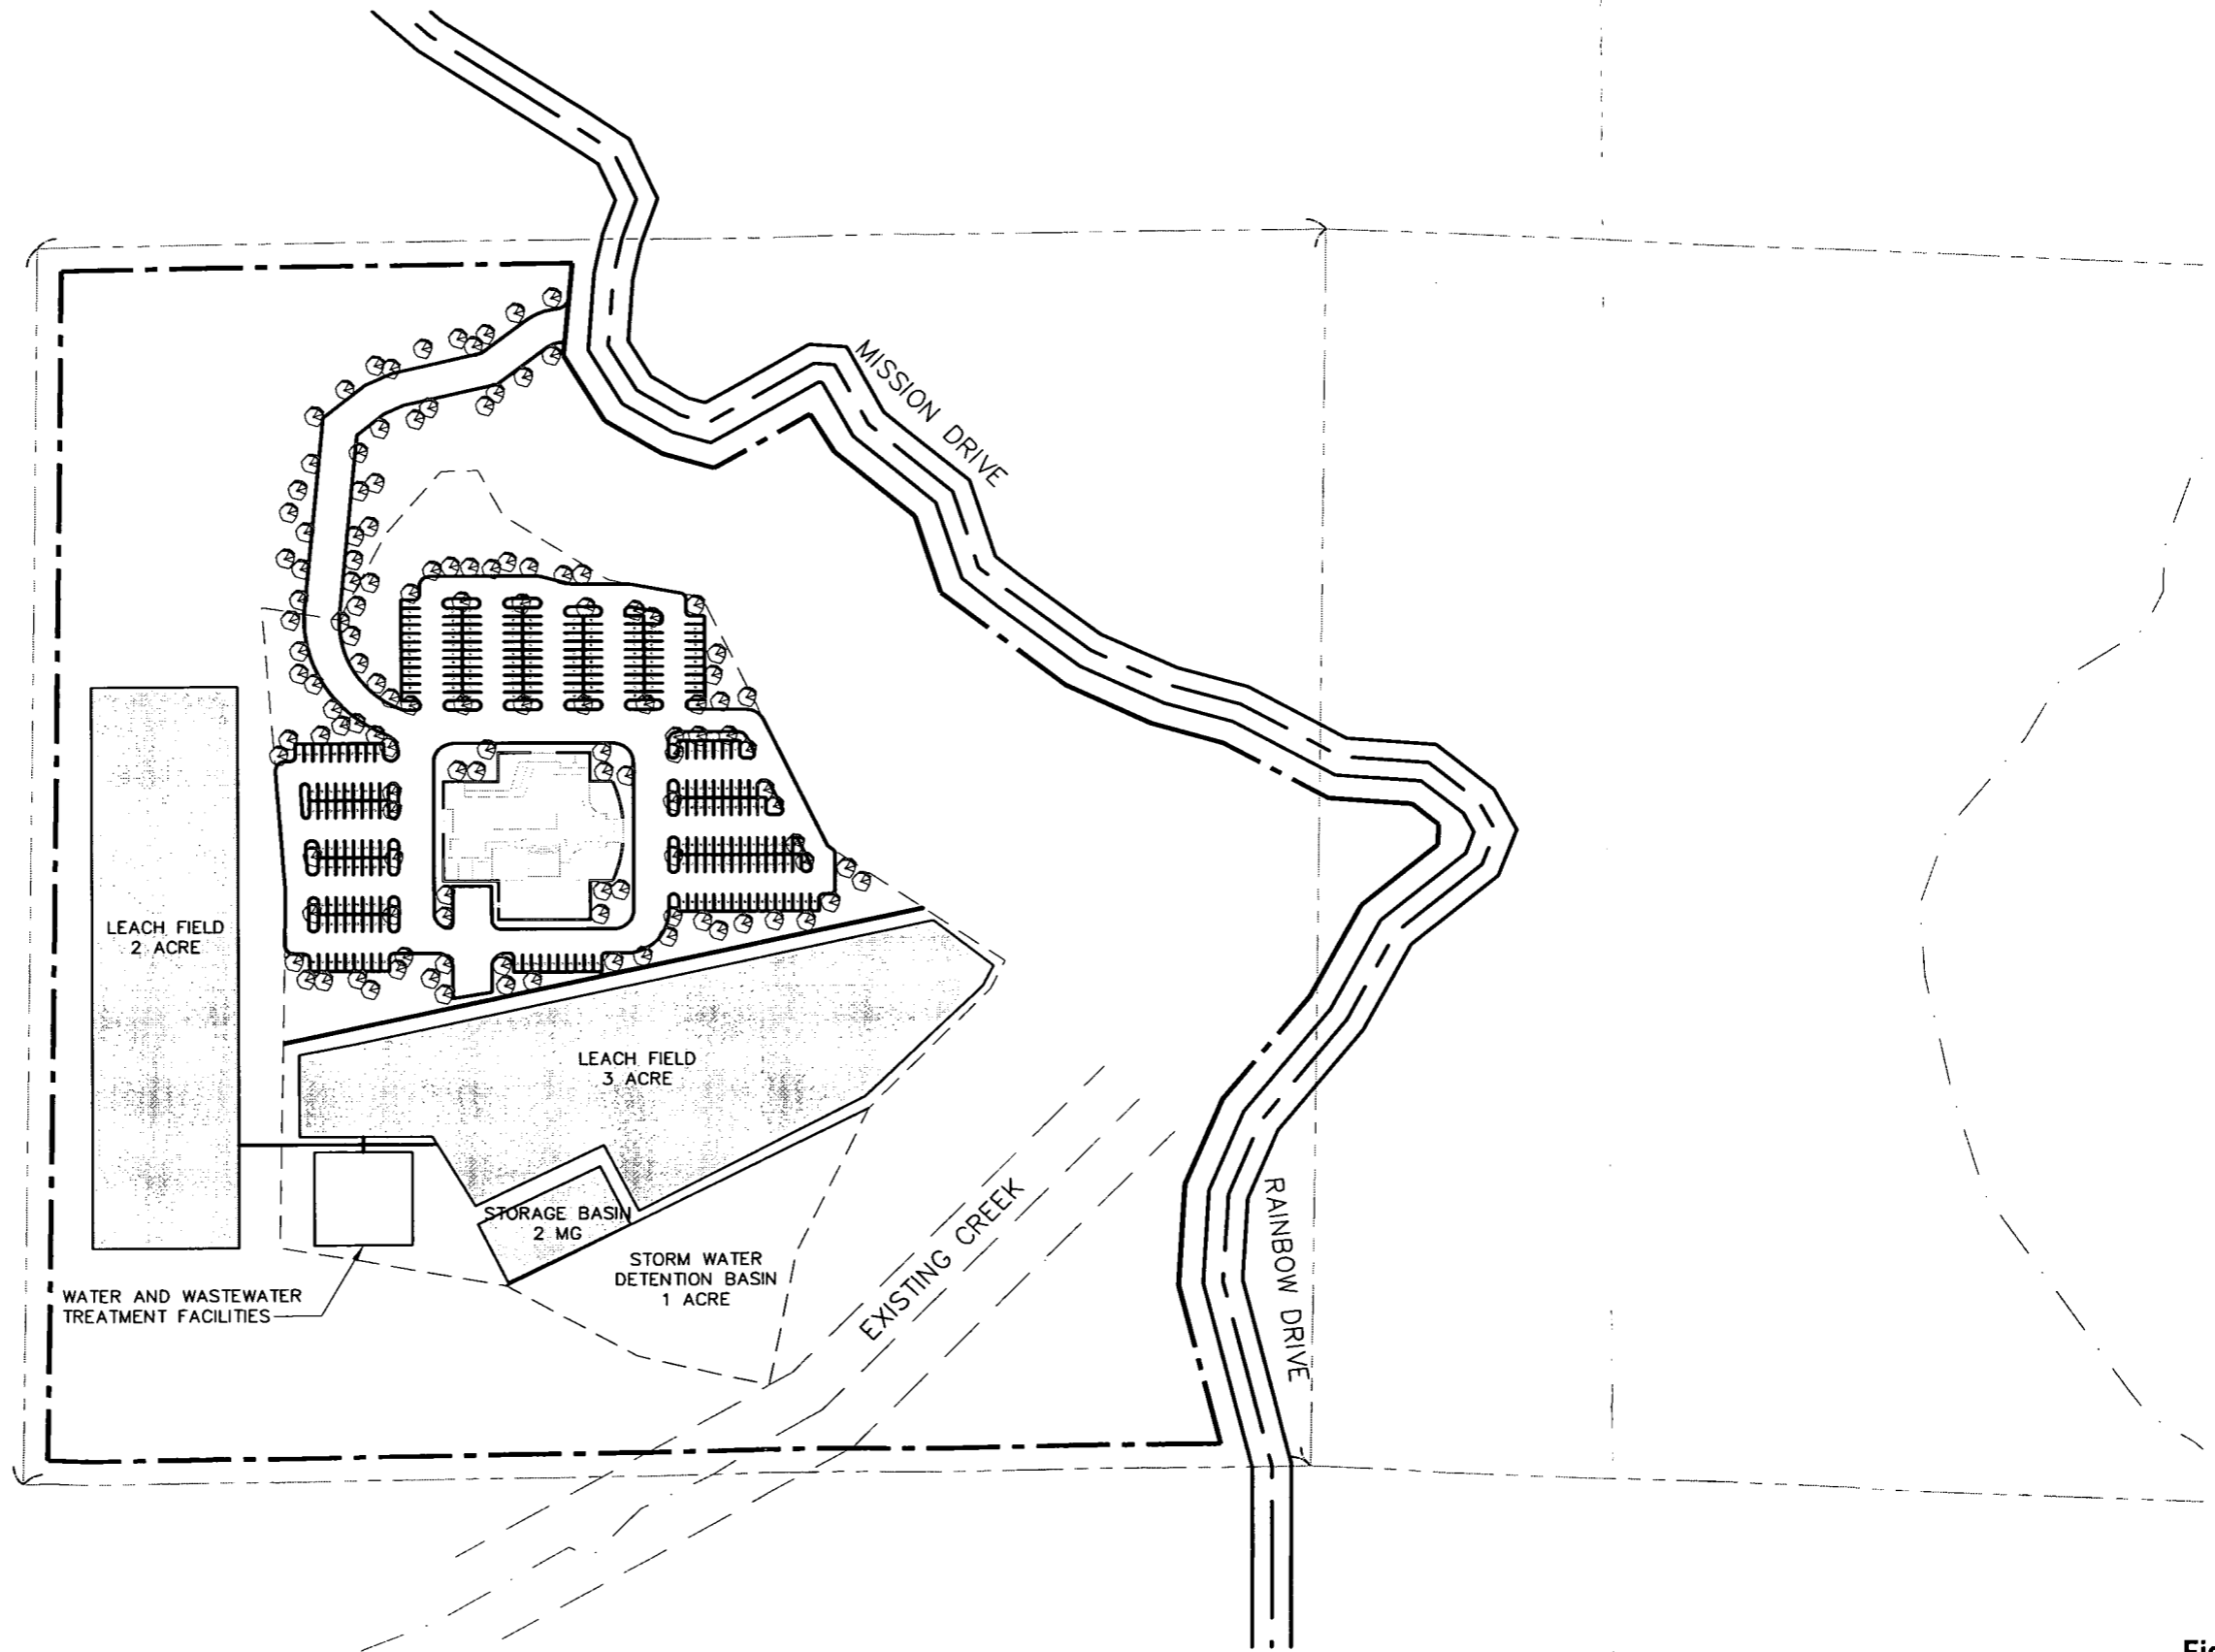 MISSION DRIVE
LEACH FIELD
2 ACRE
LEACH FIELD
3 ACRE
STORAGE BASIN
2 MG
STORM WATER
DETENTION BASIN
1 ACRE
EXISTING CREEK
RAINBOW DRIVE
WATER AND WASTEWATER
TREATMENT FACILITIES